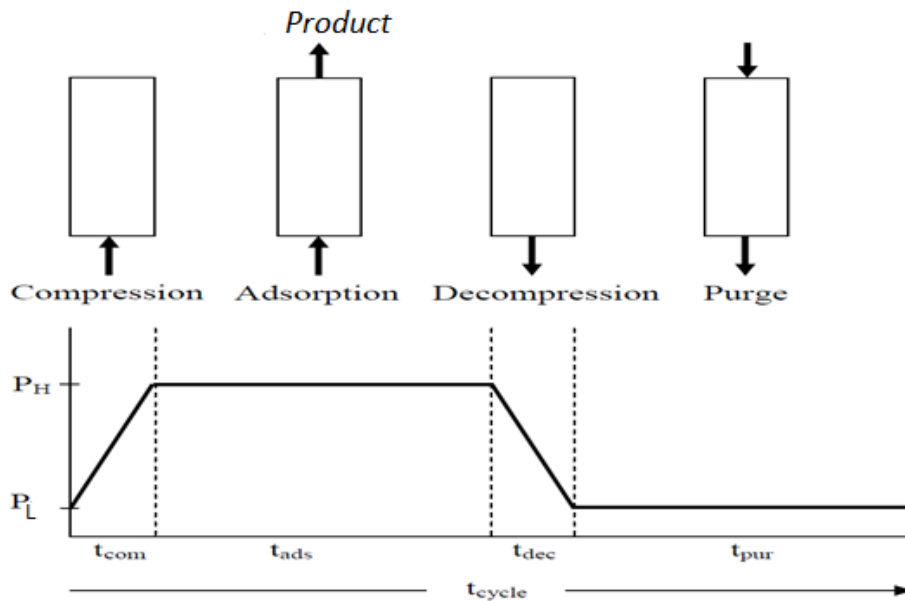 Product
Compression Adsorption Decompression Purge
P_H
P_L
t_com t_ads t_dec t_pur
t_cycle